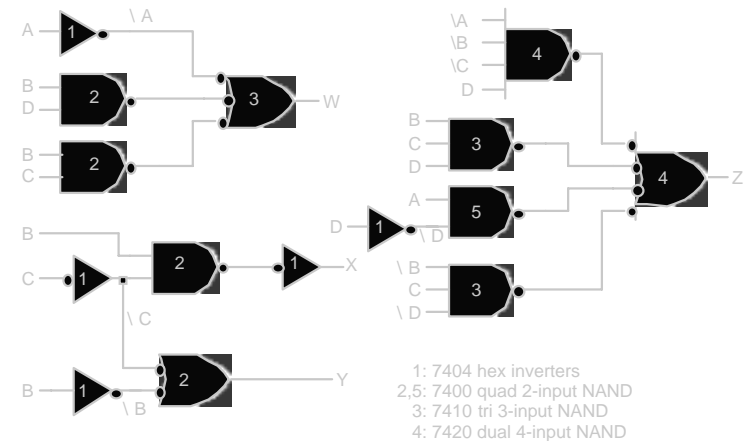 \ A
A
1
B
D
2
3
W
B
C
2
B
2
C
1
1
X
\ C
B
1
\ B
2
Y
\A
\B
\C
D
4
B
C
D
3
A
D
1
\ D
5
4
Z
\ B
C
\ D
3
1: 7404 hex inverters
2,5: 7400 quad 2-input NAND
3: 7410 tri 3-input NAND
4: 7420 dual 4-input NAND